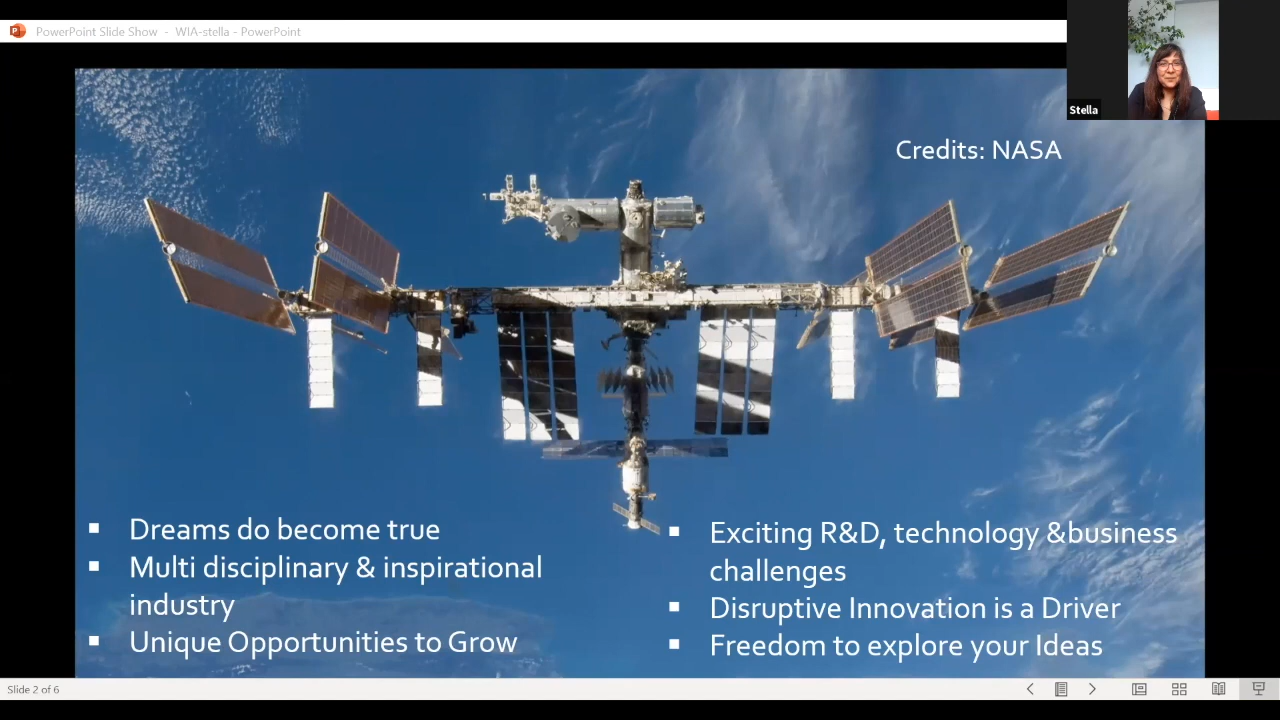 PowerPoint Slide Show - WIA-stella - PowerPoint
Stella
Credits: NASA
▪ Dreams do become true
▪ Multi disciplinary & inspirational
industry
▪ Unique Opportunities to Grow
▪ Exciting R&D, technology &business
challenges
▪ Disruptive Innovation is a Driver
▪ Freedom to explore your Ideas
Slide 2 of 6